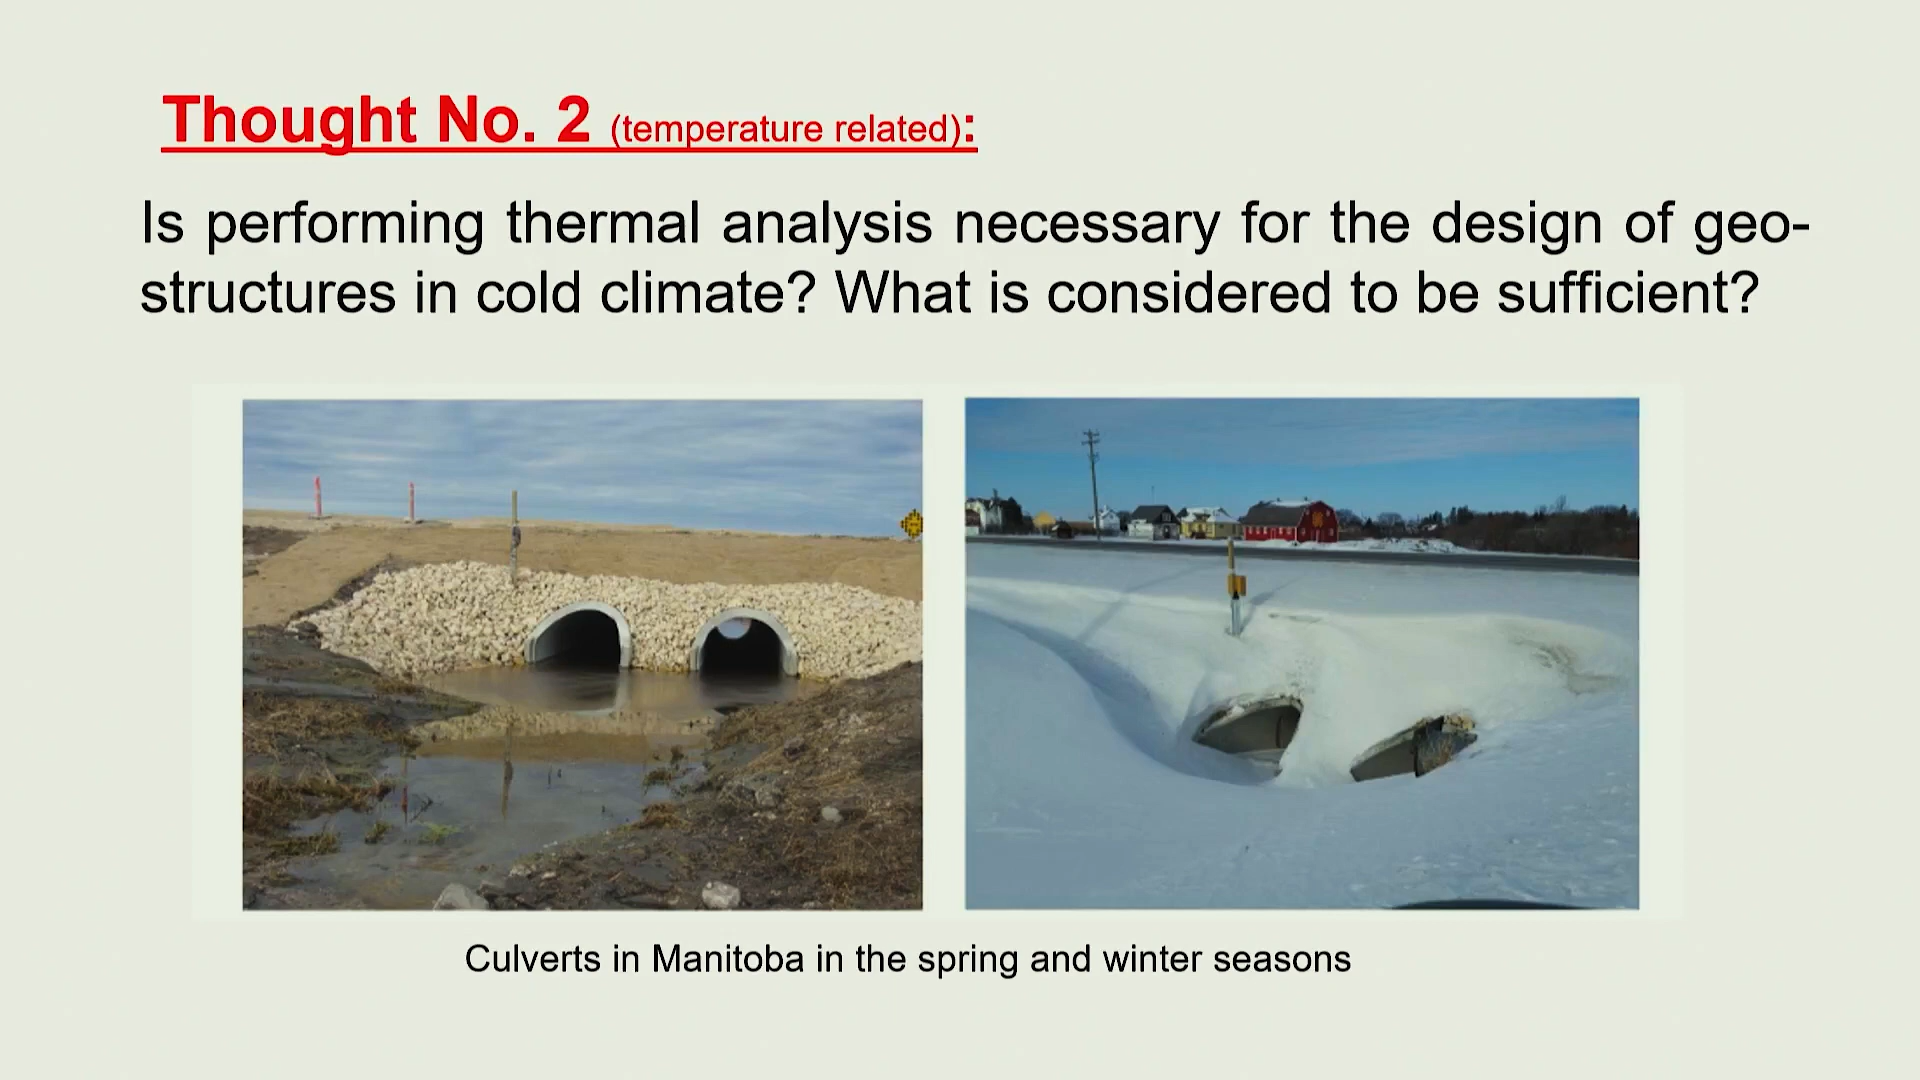 Thought No. 2 (temperature related):
Is performing thermal analysis necessary for the design of geo-
structures in cold climate? What is considered to be sufficient?
Culverts in Manitoba in the spring and winter seasons